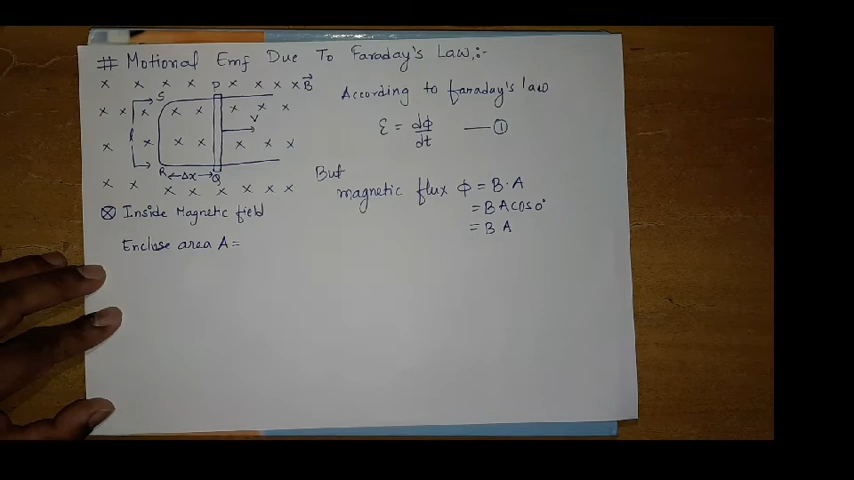 # Motional Emf Due To Faraday's Law:-
x x x x P x x x x B⃗
S
x x x x x x x
According to faraday's law
v
l
ε = dφ/dt —— ①
x x x x x x x
R ←Δx→ Q
But
x x x x x x x x
magnetic flux φ = B · A
= B A cos 0°
= B A
⊗ Inside Magnetic field
Enclose area A =